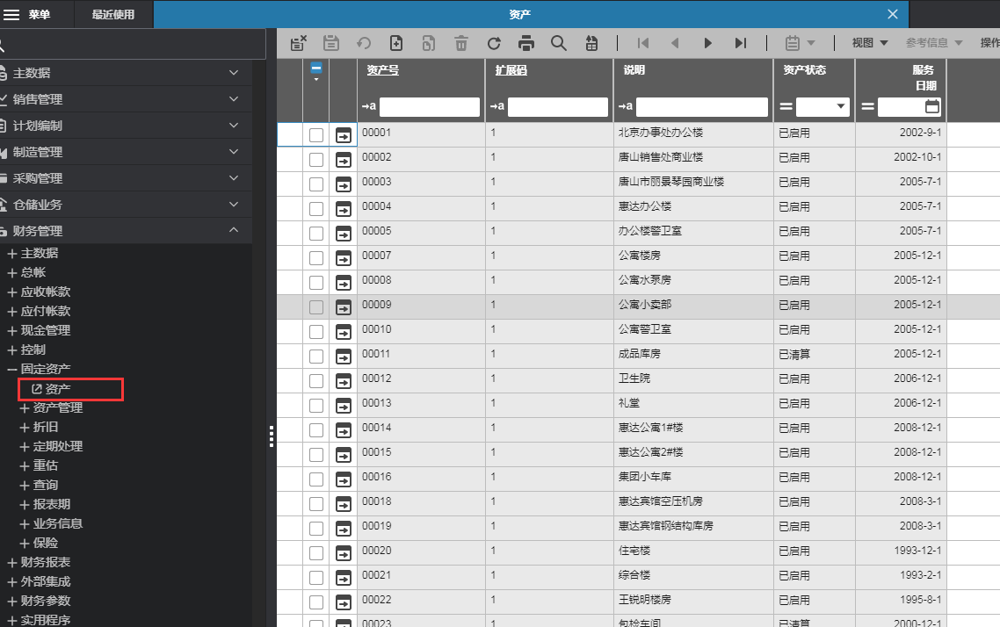 菜单 最近使用 资产
视图 参考信息 操作
主数据
销售管理
计划编制
制造管理
采购管理
仓储业务
财务管理
主数据
总帐
应收帐款
应付帐款
现金管理
控制
固定资产
资产
资产管理
折旧
定期处理
重估
查询
报表期
业务信息
保险
财务报表
外部集成
财务参数
实用程序
资产号 扩展码 说明 资产状态 服务
日期
→a →a →a = =
00001 1 北京办事处办公楼 已启用 2002-9-1
00002 1 唐山销售处商业楼 已启用 2002-10-1
00003 1 唐山市丽景琴园商业楼 已启用 2005-7-1
00004 1 惠达办公楼 已启用 2005-7-1
00005 1 办公楼警卫室 已启用 2005-7-1
00007 1 公寓楼房 已启用 2005-12-1
00008 1 公寓水泵房 已启用 2005-12-1
00009 1 公寓小卖部 已启用 2005-12-1
00010 1 公寓警卫室 已启用 2005-12-1
00011 1 成品库房 已清算 2005-12-1
00012 1 卫生院 已启用 2006-12-1
00013 1 礼堂 已启用 2006-12-1
00014 1 惠达公寓1#楼 已启用 2008-12-1
00015 1 惠达公寓2#楼 已启用 2008-12-1
00016 1 集团小车库 已启用 2008-12-1
00018 1 惠达宾馆空压机房 已启用 2008-3-1
00019 1 惠达宾馆钢结构库房 已启用 2008-3-1
00020 1 住宅楼 已启用 1993-12-1
00021 1 综合楼 已启用 1993-2-1
00022 1 王锐明楼房 已启用 1995-8-1
00023 1 包检车间 已清算 2000-12-1